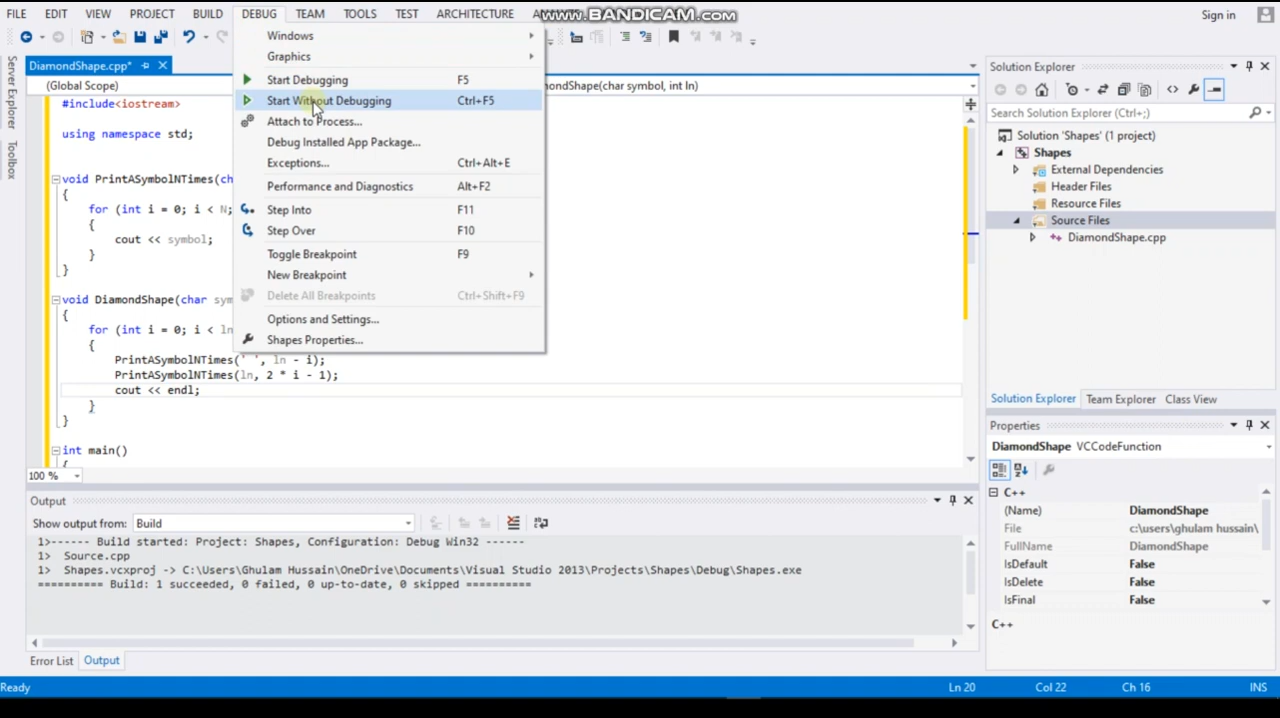 FILE EDIT VIEW PROJECT BUILD DEBUG TEAM TOOLS TEST ARCHITECTURE
www.BANDICAM.com
Sign in
DiamondShape.cpp*
(Global Scope)
ondShape(char symbol, int ln)
Server Explorer
Toolbox
Windows
Graphics
Start Debugging F5
Start Without Debugging Ctrl+F5
Attach to Process...
Debug Installed App Package...
Exceptions... Ctrl+Alt+E
Performance and Diagnostics Alt+F2
Step Into F11
Step Over F10
Toggle Breakpoint F9
New Breakpoint
Delete All Breakpoints Ctrl+Shift+F9
Options and Settings...
Shapes Properties...
#include<iostream>
using namespace std;
void PrintASymbolNTimes(ch
{
for (int i = 0; i < N;
{
cout << symbol;
}
}
void DiamondShape(char sym
{
for (int i = 0; i < ln
{
PrintASymbolNTimes(' ', ln - i);
PrintASymbolNTimes(ln, 2 * i - 1);
cout << endl;
}
}
int main()
{
100 %
Output
Show output from: Build
1>------ Build started: Project: Shapes, Configuration: Debug Win32 ------
1> Source.cpp
1> Shapes.vcxproj -> C:\Users\Ghulam Hussain\OneDrive\Documents\Visual Studio 2013\Projects\Shapes\Debug\Shapes.exe
========== Build: 1 succeeded, 0 failed, 0 up-to-date, 0 skipped ==========
Error List Output
Solution Explorer
Search Solution Explorer (Ctrl+;)
Solution 'Shapes' (1 project)
Shapes
External Dependencies
Header Files
Resource Files
Source Files
DiamondShape.cpp
Solution Explorer Team Explorer Class View
Properties
DiamondShape VCCodeFunction
C++
(Name) DiamondShape
File c:\users\ghulam hussain\
FullName DiamondShape
IsDefault False
IsDelete False
IsFinal False
C++
Ready Ln 20 Col 22 Ch 16 INS